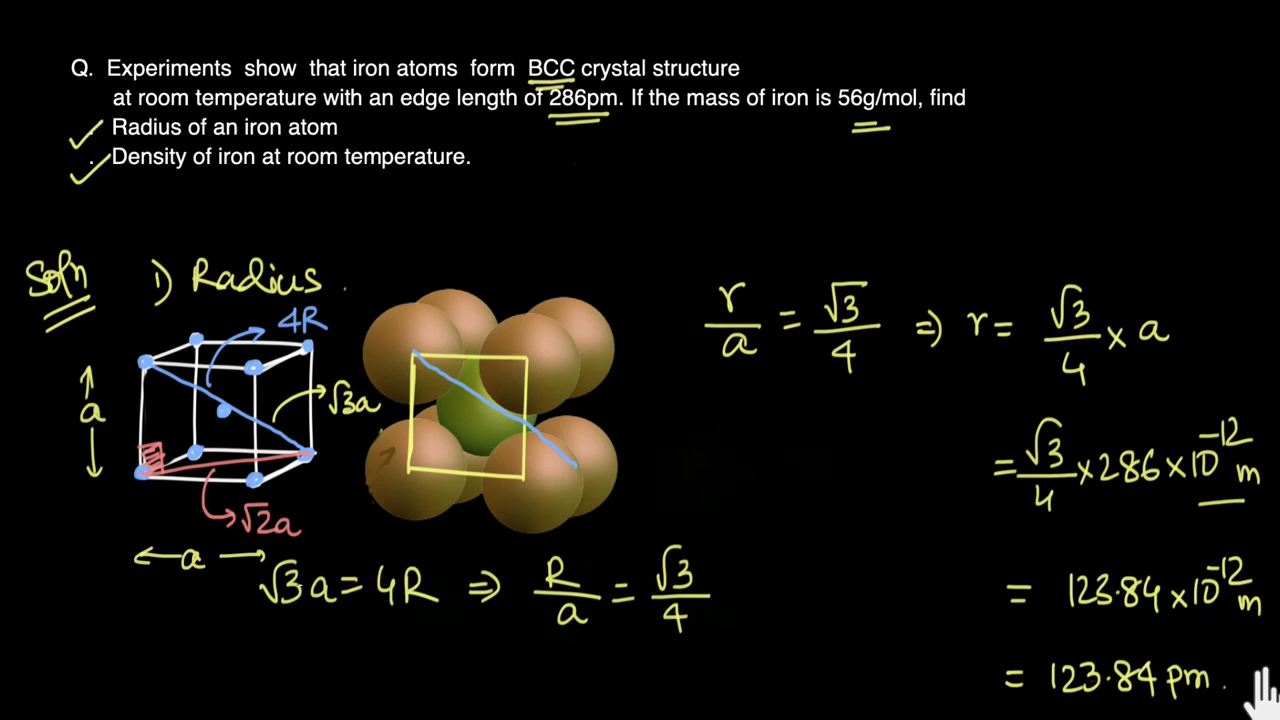 Q. Experiments show that iron atoms form BCC crystal structure
at room temperature with an edge length of 286pm. If the mass of iron is 56g/mol, find
Radius of an iron atom
. Density of iron at room temperature.
Soln 1) Radius.
4R
a
√3a
√2a
a
√3a = 4R ⇒ R/a = √3/4
r/a = √3/4 ⇒ r = √3/4 × a
= √3/4 × 286 × 10⁻¹² m
= 123.84 × 10⁻¹² m
= 123.84 pm.